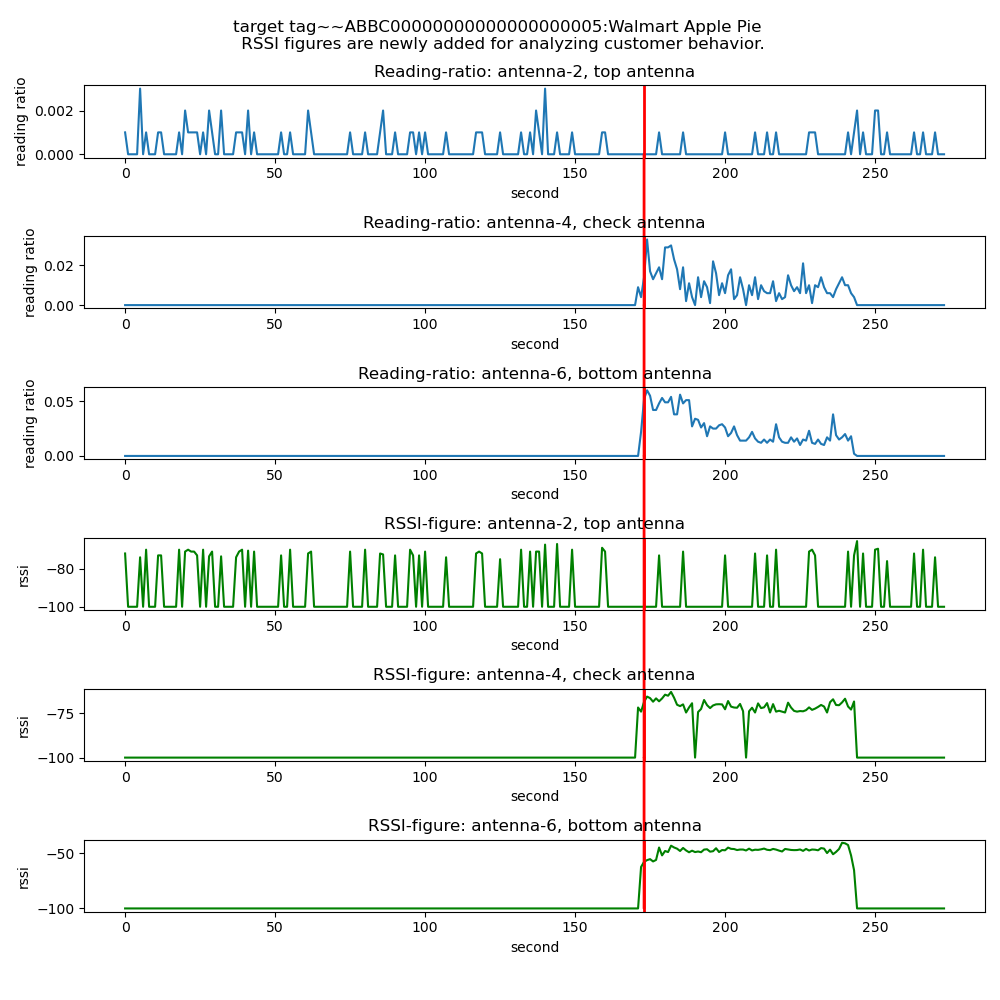 target tag~~ABBC00000000000000000005:Walmart Apple Pie
RSSI figures are newly added for analyzing customer behavior.
Reading-ratio: antenna-2, top antenna
reading ratio
0.002
0.000
0 50 100 150 200 250
second
Reading-ratio: antenna-4, check antenna
reading ratio
0.02
0.00
0 50 100 150 200 250
second
Reading-ratio: antenna-6, bottom antenna
reading ratio
0.05
0.00
0 50 100 150 200 250
second
RSSI-figure: antenna-2, top antenna
rssi
−80
−100
0 50 100 150 200 250
second
RSSI-figure: antenna-4, check antenna
rssi
−75
−100
0 50 100 150 200 250
second
RSSI-figure: antenna-6, bottom antenna
rssi
−50
−100
0 50 100 150 200 250
second